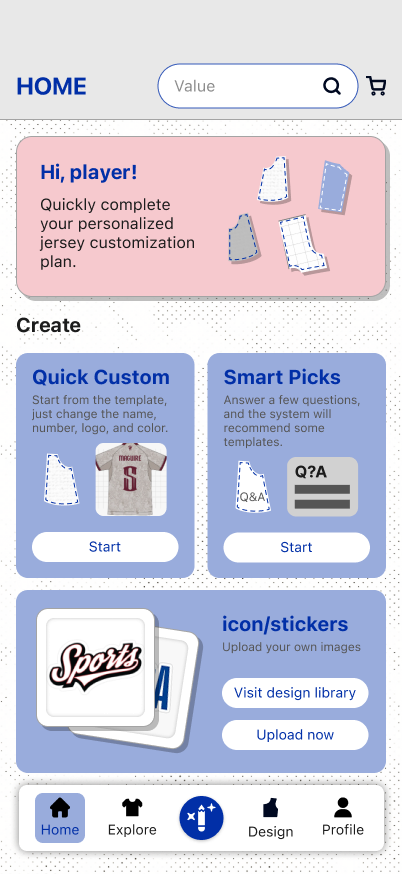 HOME
Value
Hi, player!
Quickly complete
your personalized
jersey customization
plan.
Create
Quick Custom
Start from the template,
just change the name,
number, logo, and color.
MAGUIRE
S
Start
Smart Picks
Answer a few questions,
and the system will
recommend some
templates.
Q&A
Q?A
Start
Sports
A
icon/stickers
Upload your own images
Visit design library
Upload now
Home
Explore
Design
Profile